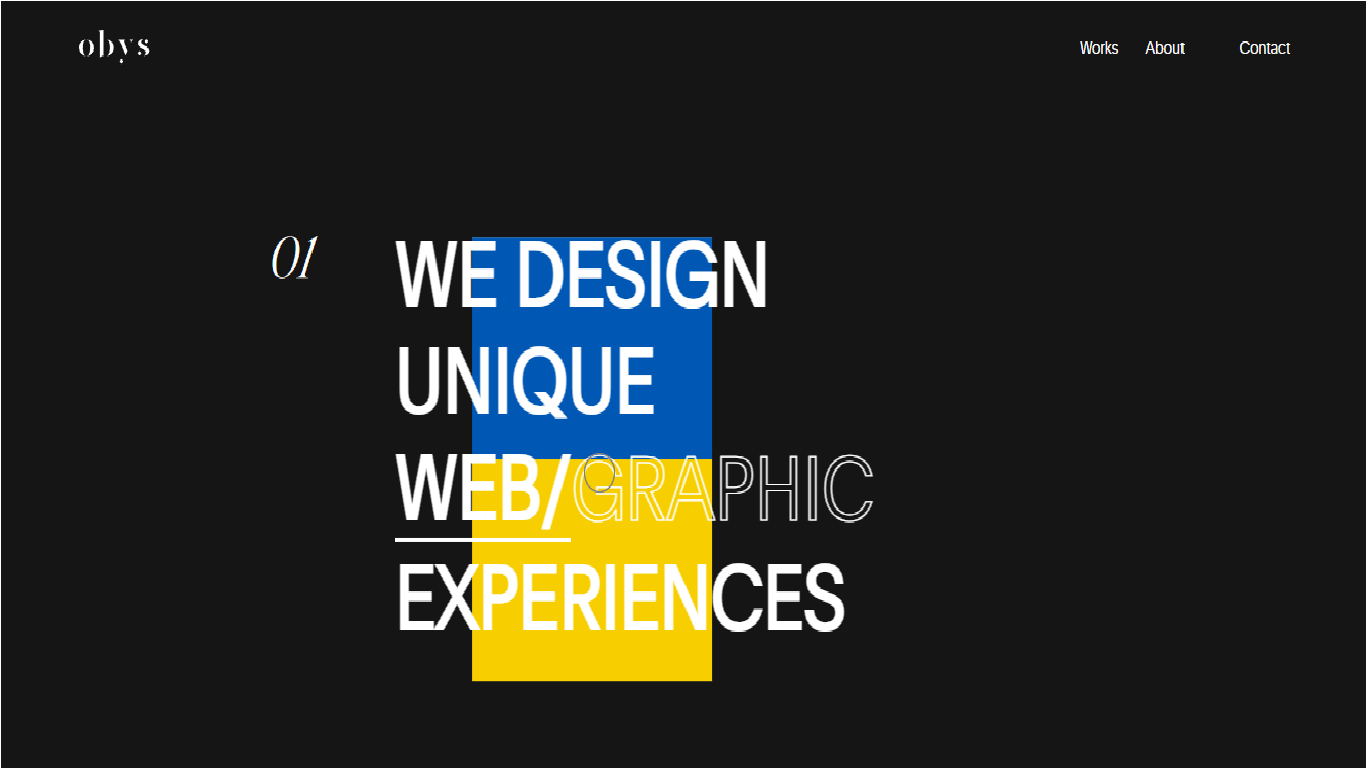 obys
Works About Contact
01
WE DESIGN
UNIQUE
WEB/GRAPHIC
EXPERIENCES